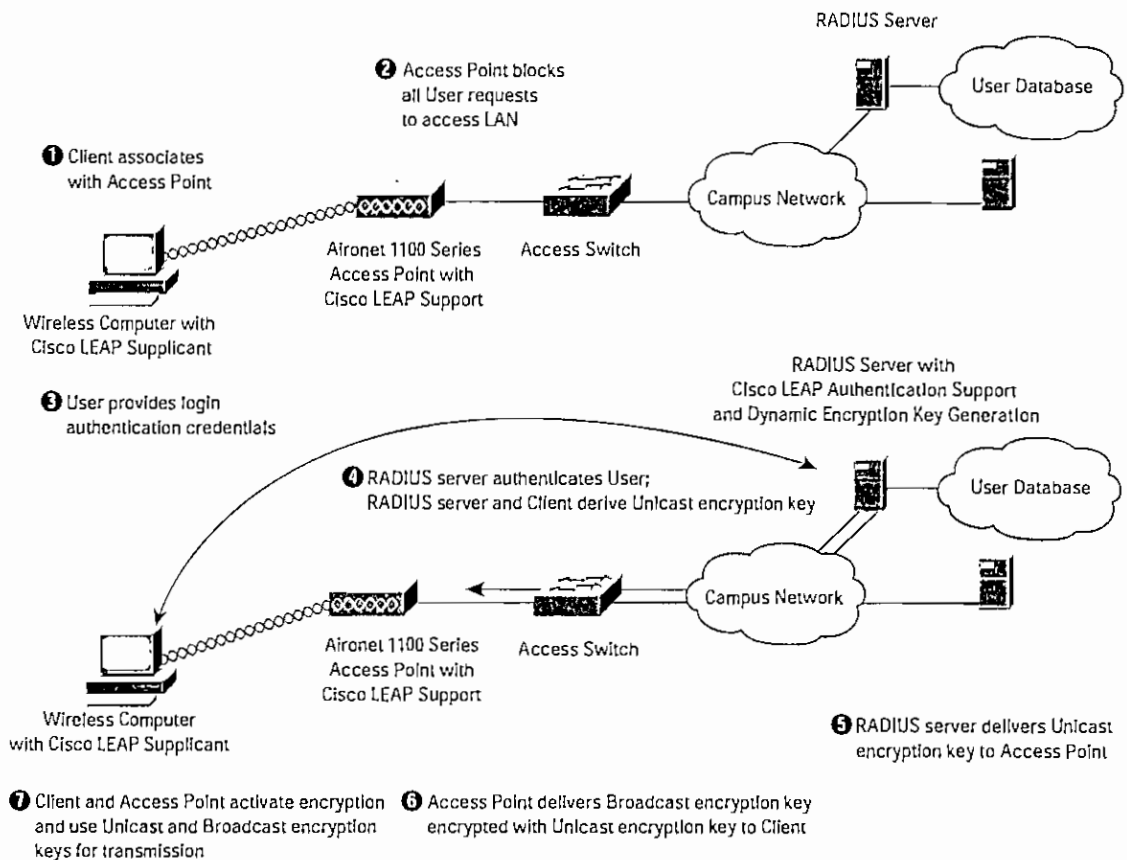 RADIUS Server
User Database
❷ Access Point blocks
all User requests
to access LAN
❶ Client associates
with Access Point
Campus Network
Aironet 1100 Series
Access Point with
Cisco LEAP Support
Access Switch
Wireless Computer with
Cisco LEAP Supplicant
RADIUS Server with
Cisco LEAP Authentication Support
and Dynamic Encryption Key Generation
❸ User provides login
authentication credentials
❹ RADIUS server authenticates User;
RADIUS server and Client derive Unicast encryption key
User Database
Campus Network
Aironet 1100 Series
Access Point with
Cisco LEAP Support
Access Switch
Wireless Computer
with Cisco LEAP Supplicant
❺ RADIUS server delivers Unicast
encryption key to Access Point
❼ Client and Access Point activate encryption
and use Unicast and Broadcast encryption
keys for transmission
❻ Access Point delivers Broadcast encryption key
encrypted with Unicast encryption key to Client